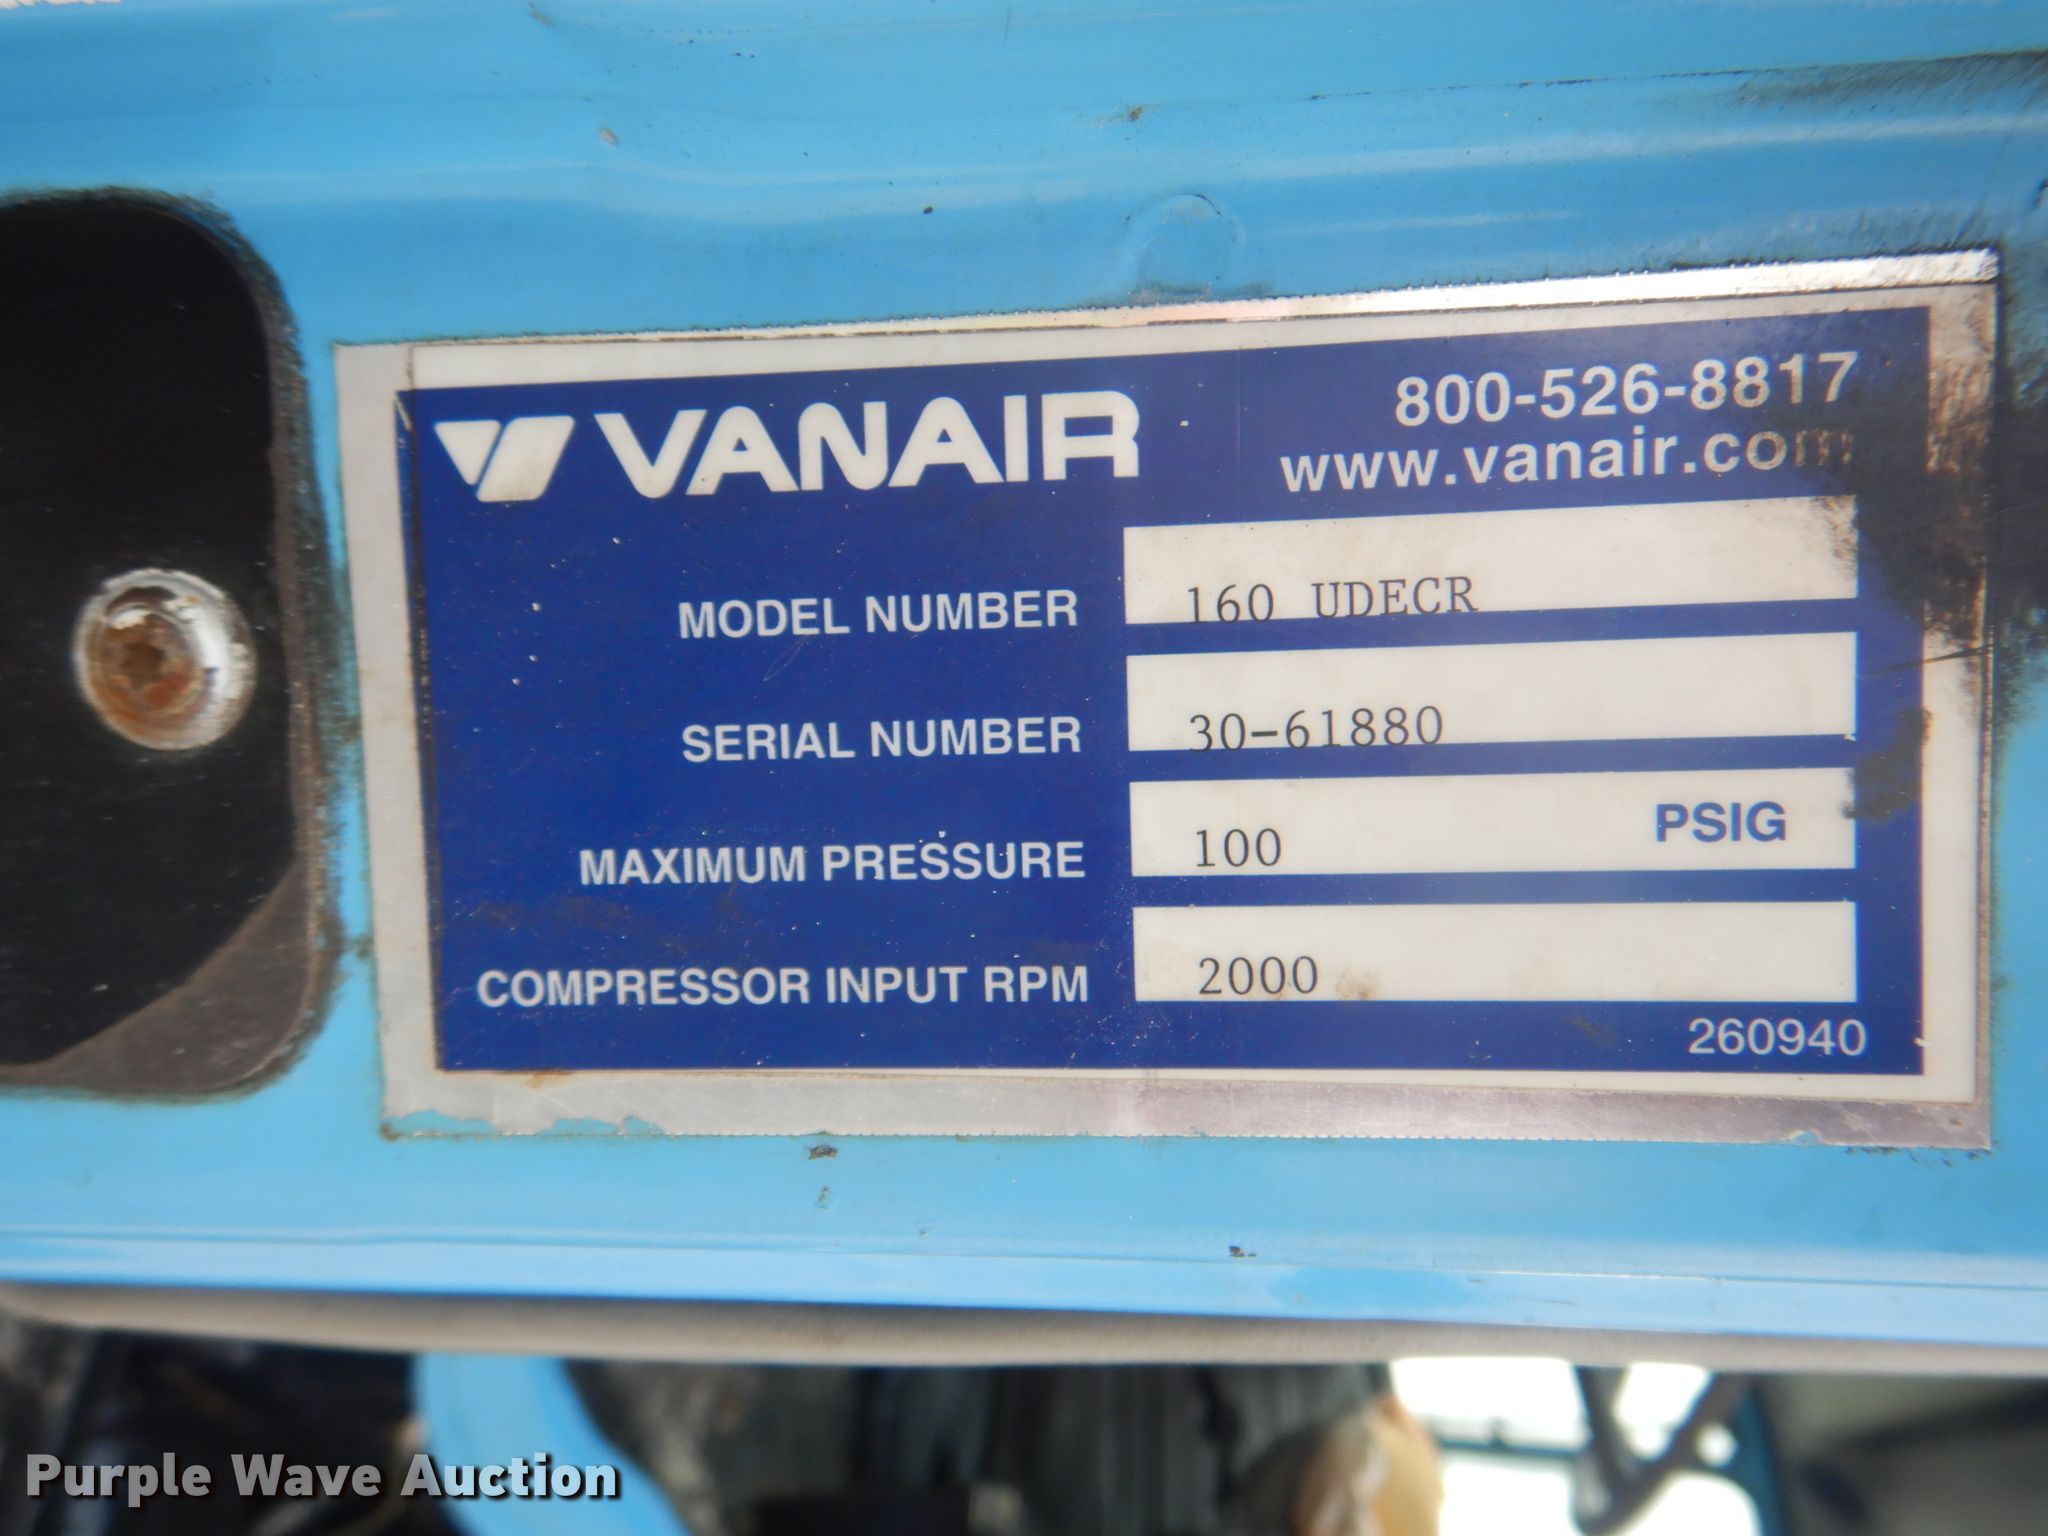 VANAIR
800-526-8817
www.vanair.com
MODEL NUMBER 160 UDECR
SERIAL NUMBER 30-61880
MAXIMUM PRESSURE 100 PSIG
COMPRESSOR INPUT RPM 2000
260940
Purple Wave Auction